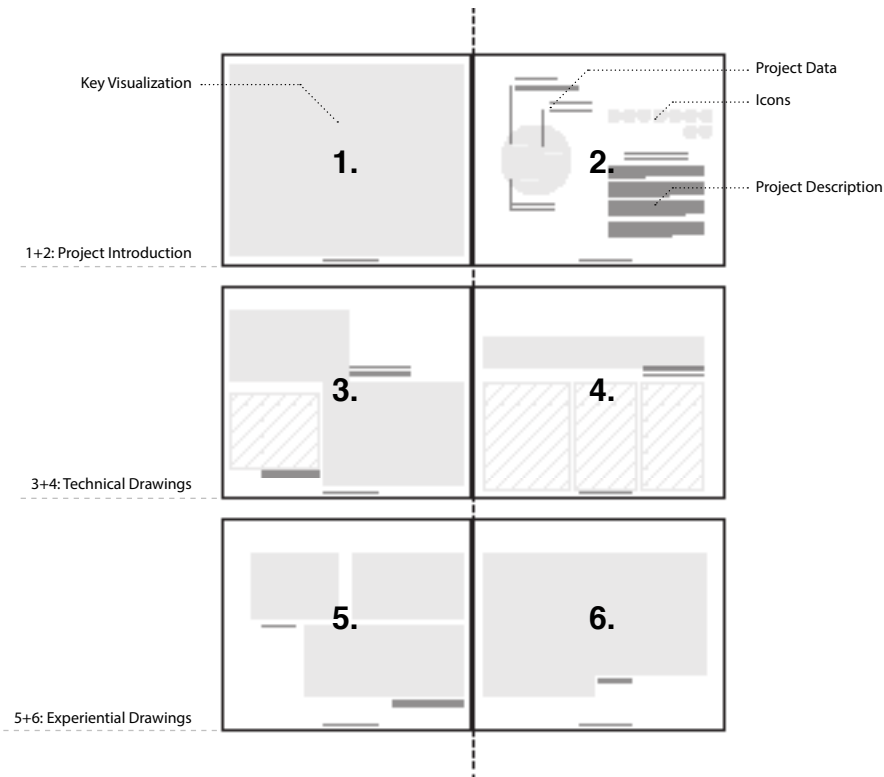 Key Visualization
Project Data
Icons
1.
2.
Project Description
1+2: Project Introduction
3.
4.
3+4: Technical Drawings
5.
6.
5+6: Experiential Drawings